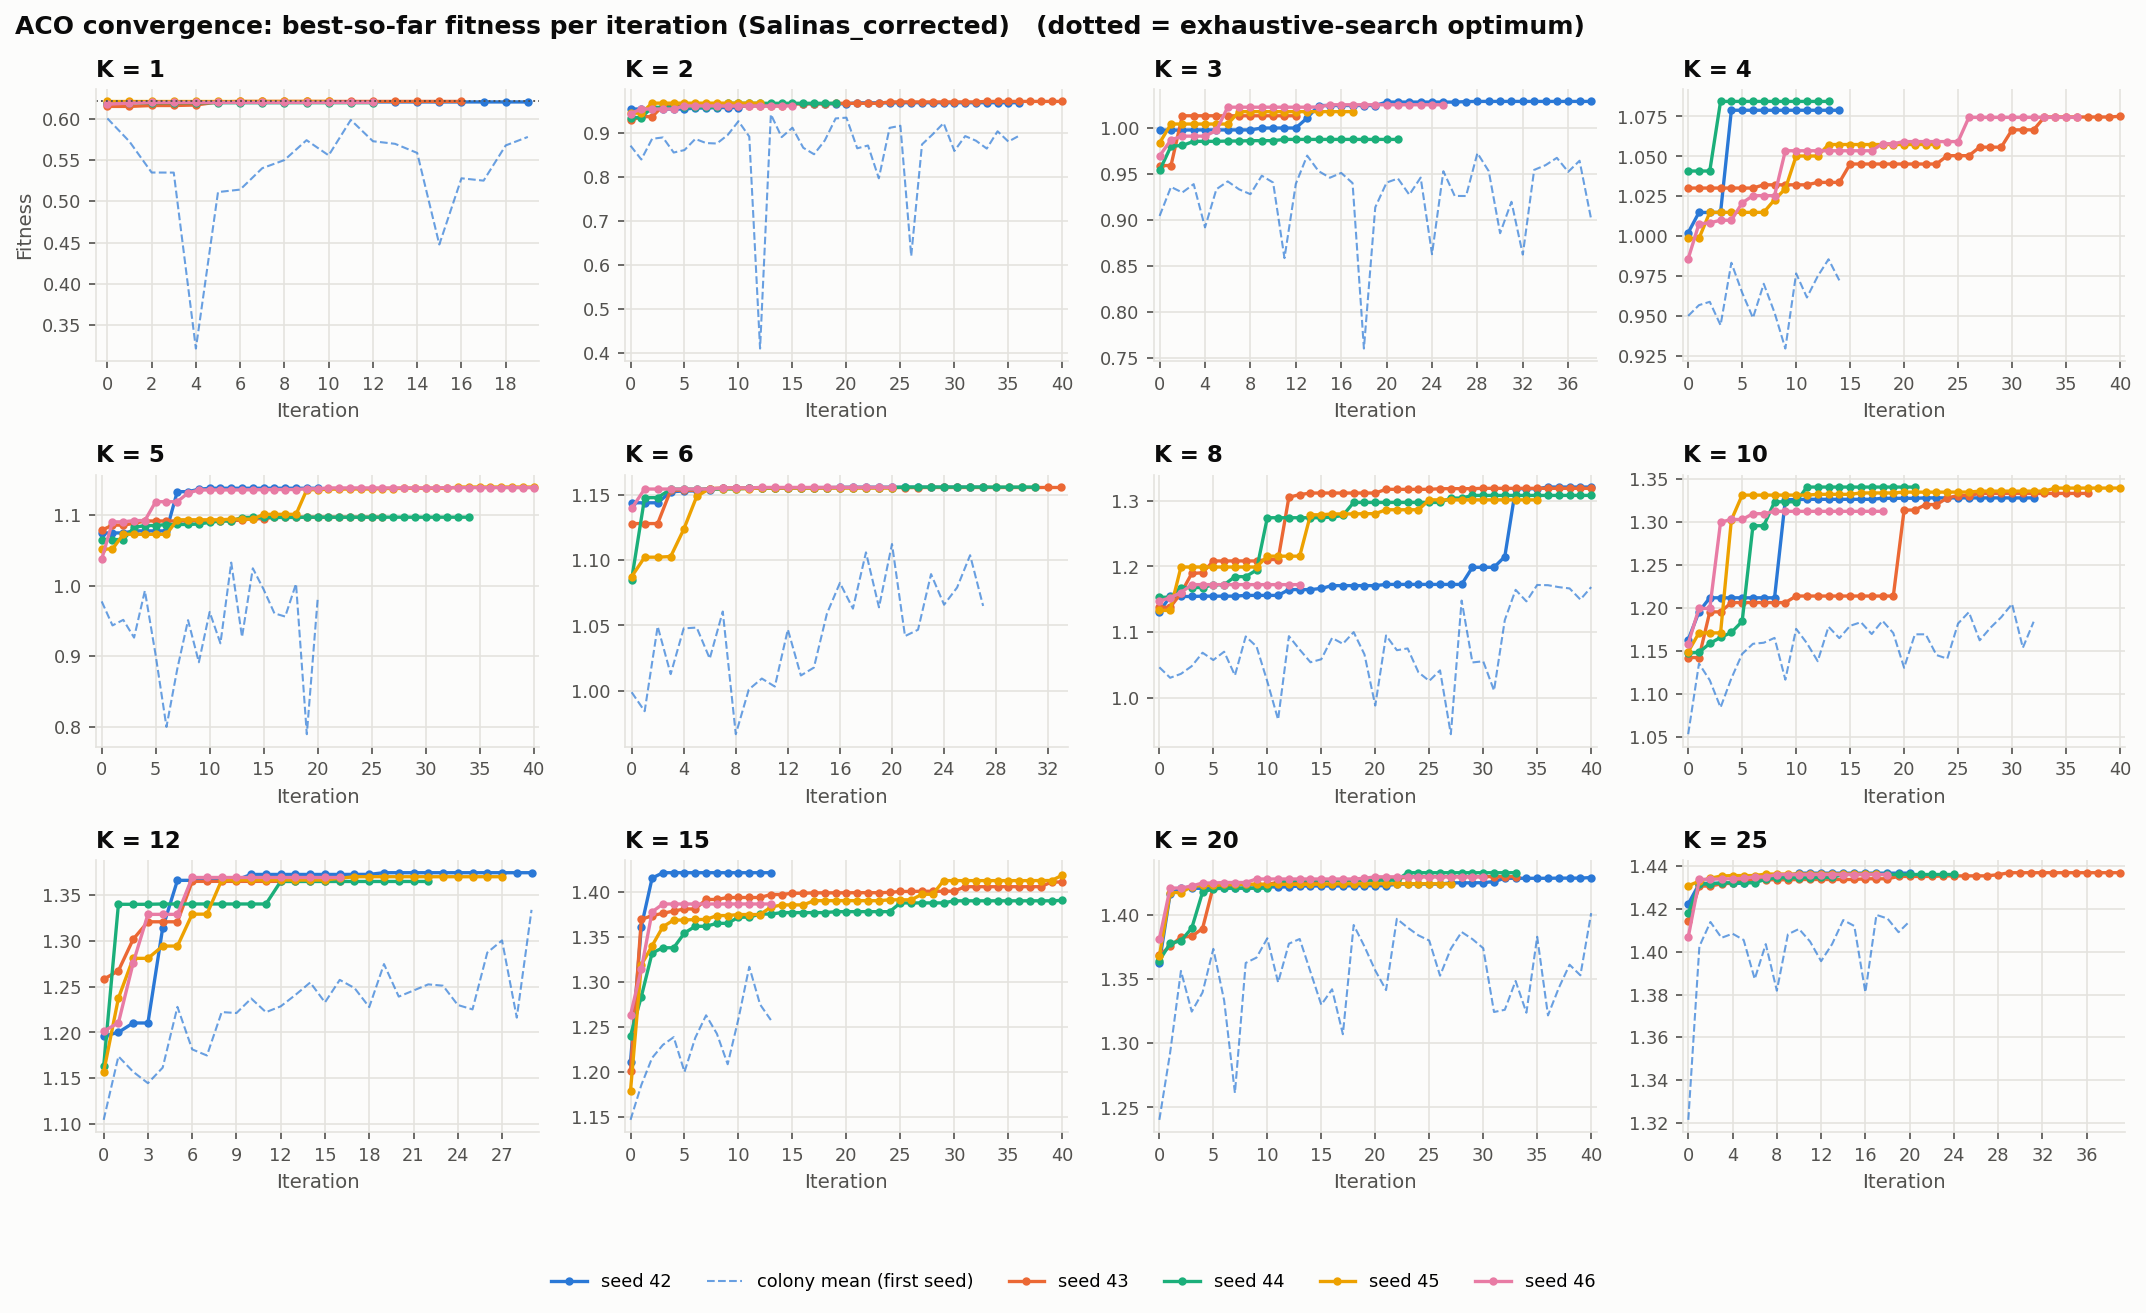 ACO convergence: best-so-far fitness per iteration (Salinas_corrected)   (dotted = exhaustive-search optimum)
K = 1
K = 2
K = 3
K = 4
Fitness
0.60
0.55
0.50
0.45
0.40
0.35
0 2 4 6 8 10 12 14 16 18
Iteration
0.9
0.8
0.7
0.6
0.5
0.4
0 5 10 15 20 25 30 35 40
Iteration
1.00
0.95
0.90
0.85
0.80
0.75
0 4 8 12 16 20 24 28 32 36
Iteration
1.075
1.050
1.025
1.000
0.975
0.950
0.925
0 5 10 15 20 25 30 35 40
Iteration
K = 5
K = 6
K = 8
K = 10
1.1
1.0
0.9
0.8
0 5 10 15 20 25 30 35 40
Iteration
1.15
1.10
1.05
1.00
0 4 8 12 16 20 24 28 32
Iteration
1.3
1.2
1.1
1.0
0 5 10 15 20 25 30 35 40
Iteration
1.35
1.30
1.25
1.20
1.15
1.10
1.05
0 5 10 15 20 25 30 35 40
Iteration
K = 12
K = 15
K = 20
K = 25
1.35
1.30
1.25
1.20
1.15
1.10
0 3 6 9 12 15 18 21 24 27
Iteration
1.40
1.35
1.30
1.25
1.20
1.15
0 5 10 15 20 25 30 35 40
Iteration
1.40
1.35
1.30
1.25
0 5 10 15 20 25 30 35 40
Iteration
1.44
1.42
1.40
1.38
1.36
1.34
1.32
0 4 8 12 16 20 24 28 32 36
Iteration
seed 42 colony mean (first seed) seed 43 seed 44 seed 45 seed 46